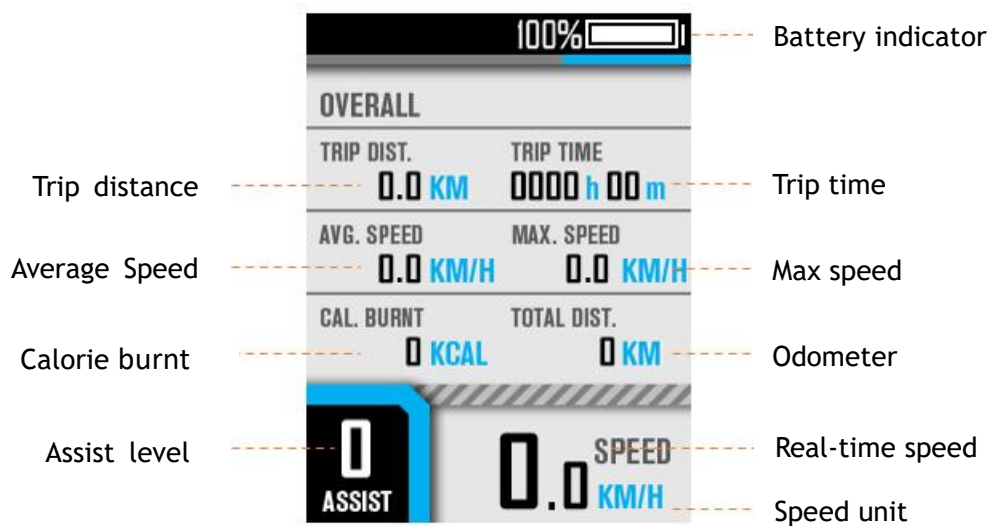 100%
Battery indicator
OVERALL
TRIP DIST. TRIP TIME
Trip distance 0.0 KM 0000 h 00 m Trip time
AVG. SPEED MAX. SPEED
Average Speed 0.0 KM/H 0.0 KM/H Max speed
CAL. BURNT TOTAL DIST.
Calorie burnt 0 KCAL 0 KM Odometer
Assist level 0 0.0 SPEED Real-time speed
ASSIST KM/H Speed unit